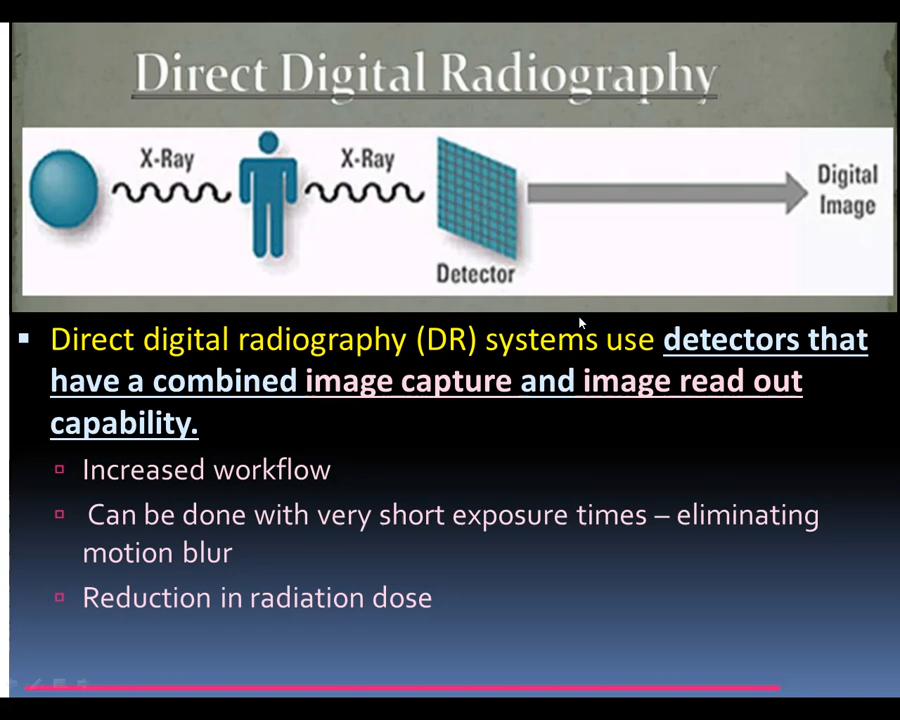 Direct Digital Radiography
X-Ray
X-Ray
Digital
Image
Detector
Direct digital radiography (DR) systems use detectors that
have a combined image capture and image read out
capability.
Increased workflow
Can be done with very short exposure times – eliminating
motion blur
Reduction in radiation dose